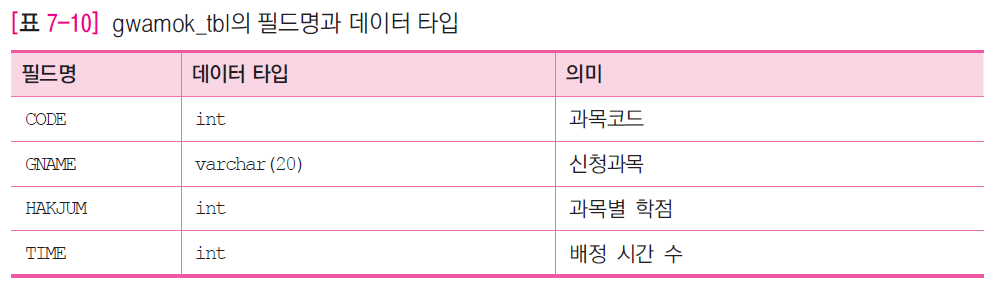 [표 7-10] gwamok_tbl의 필드명과 데이터 타입
필드명 데이터 타입 의미
CODE int 과목코드
GNAME varchar(20) 신청과목
HAKJUM int 과목별 학점
TIME int 배정 시간 수